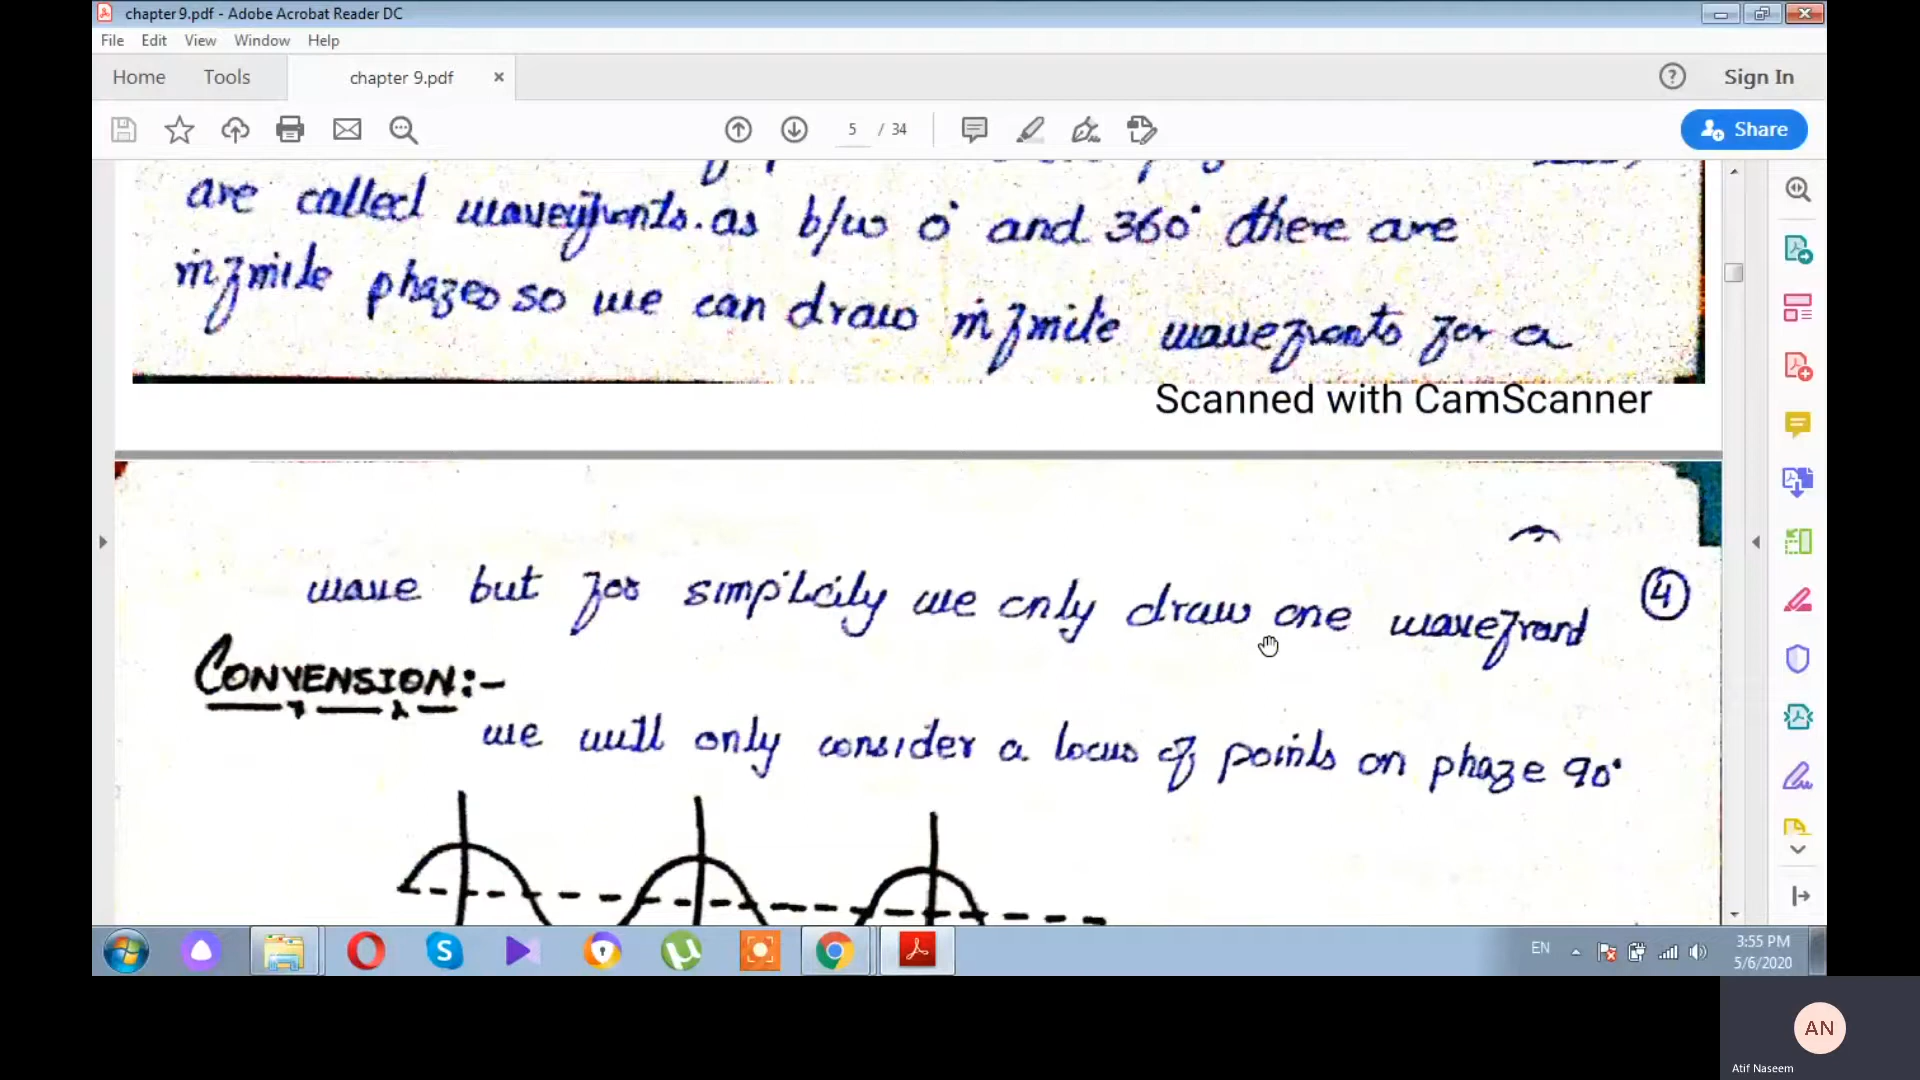 chapter 9.pdf - Adobe Acrobat Reader DC
File Edit View Window Help
Home Tools chapter 9.pdf × Sign In
5 / 34 Share
are called wavefronts. as b/w 0° and 360° there are
infinite phazes so we can draw infinite wavefronts for a
Scanned with CamScanner
4
wave but for simplicity we only draw one wavefront
CONVENSION:-
we will only consider a locus of points on phaze 90°
EN 3:55 PM
5/6/2020
AN
Atif Naseem